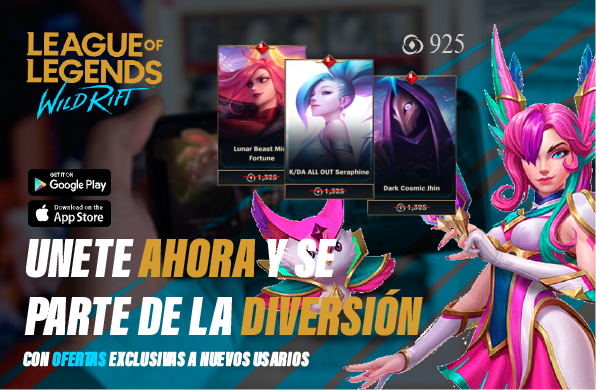 LEAGUE OF
LEGENDS
WILD RIFT
925
Lunar Beast Mis
Fortune
1,325
K/DA ALL OUT Seraphine
1,325
Dark Cosmic Jhin
1,325
GET IT ON
Google Play
Download on the
App Store
UNETE AHORA Y SE
PARTE DE LA DIVERSIÓN
CON OFERTAS EXCLUSIVAS A NUEVOS USARIOS